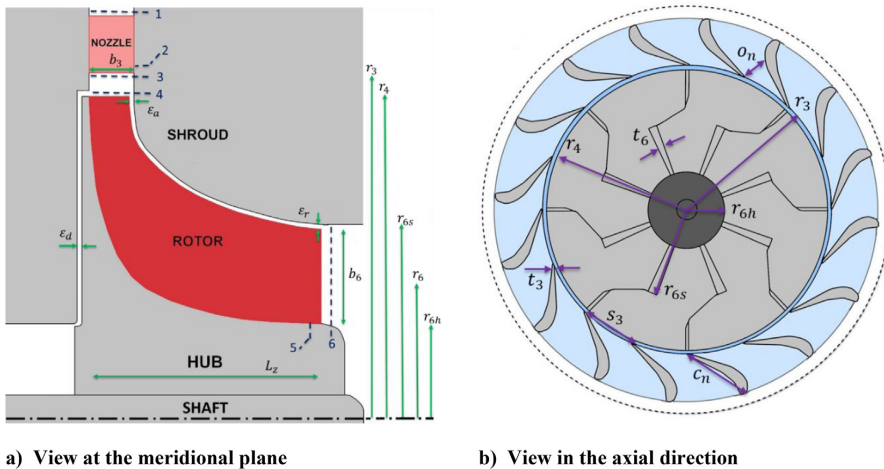 1
NOZZLE
2
b₃
3
4
εₐ
SHROUD
r₃
r₄
εᵣ
r₆ₛ
εd
ROTOR
b₆
r₆
r₆ₕ
5
6
HUB
L_z
SHAFT
a) View at the meridional plane
oₙ
r₃
t₆
r₄
r₆ₕ
r₆ₛ
t₃
s₃
cₙ
b) View in the axial direction